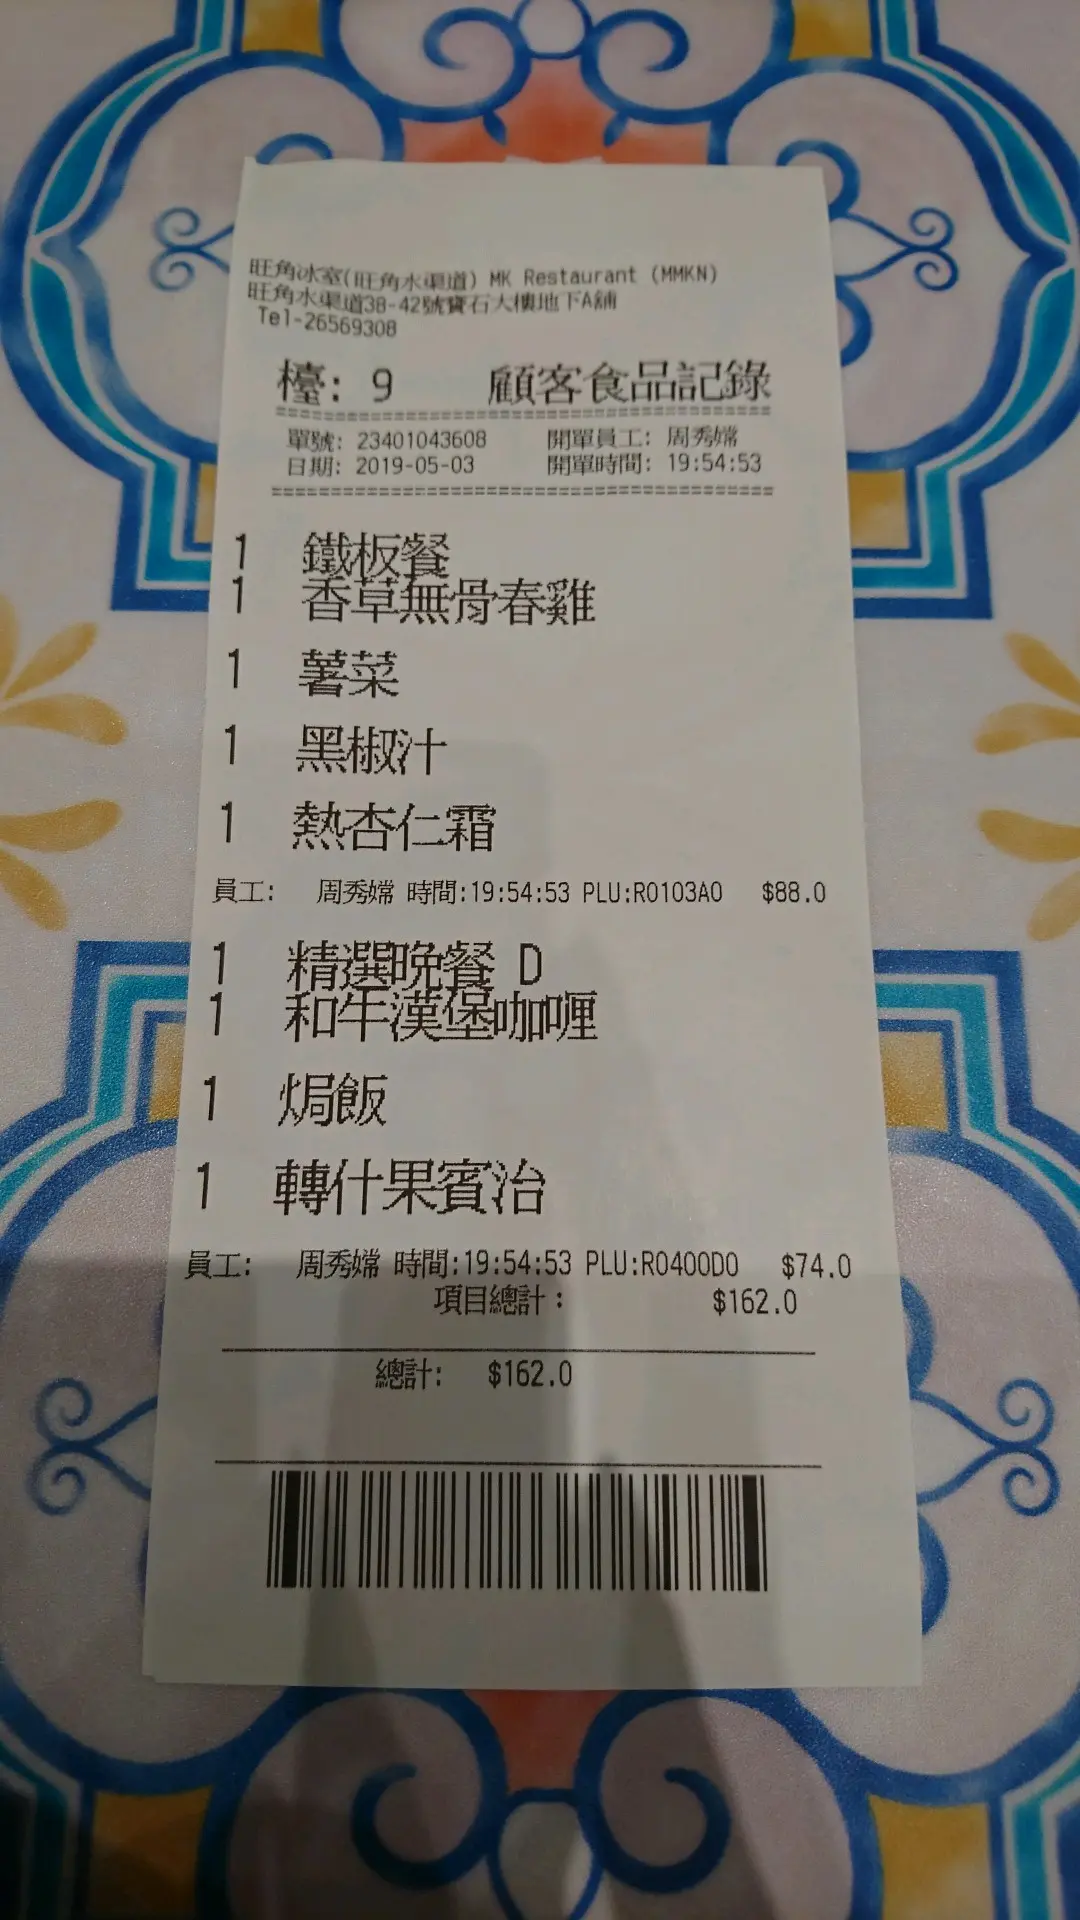 旺角冰室(旺角水渠道) MK Restaurant (MMKN)
旺角水渠道38-42號寶石大樓地下A舖
Tel-26569308
檯: 9 顧客食品記錄
單號: 23401043608 開單員工: 周秀嫦
日期: 2019-05-03 開單時間: 19:54:53
1 鐵板餐
1 香草無骨春雞
1 薯菜
1 黑椒汁
1 熱杏仁霜
員工: 周秀嫦 時間:19:54:53 PLU:R0103A0 $88.0
1 精選晚餐 D
1 和牛漢堡咖喱
1 焗飯
1 轉什果賓治
員工: 周秀嫦 時間:19:54:53 PLU:R0400D0 $74.0
項目總計: $162.0
總計: $162.0